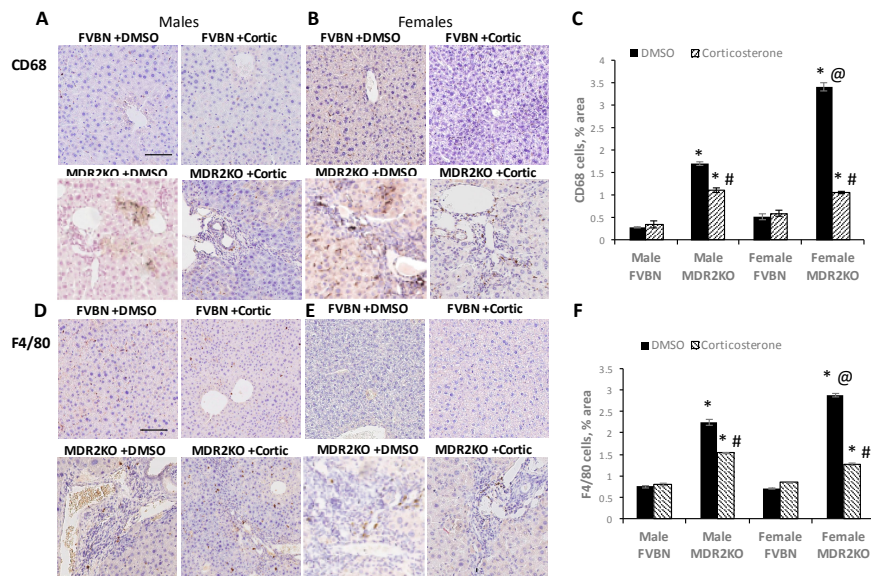 A Males B Females C
FVBN +DMSO FVBN +Cortic FVBN +DMSO FVBN +Cortic
CD68
MDR2KO +DMSO MDR2KO +Cortic MDR2KO +DMSO MDR2KO +Cortic
DMSO Corticosterone
CD68 cells, % area
4
3.5
3
2.5
2
1.5
1
0.5
0
* * # * @ * #
Male FVBN Male MDR2KO Female FVBN Female MDR2KO
D E F
FVBN +DMSO FVBN +Cortic FVBN +DMSO FVBN +Cortic
F4/80
MDR2KO +DMSO MDR2KO +Cortic MDR2KO +DMSO MDR2KO +Cortic
DMSO Corticosterone
F4/80 cells, % area
3.5
3
2.5
2
1.5
1
0.5
0
* * # * @ * #
Male FVBN Male MDR2KO Female FVBN Female MDR2KO